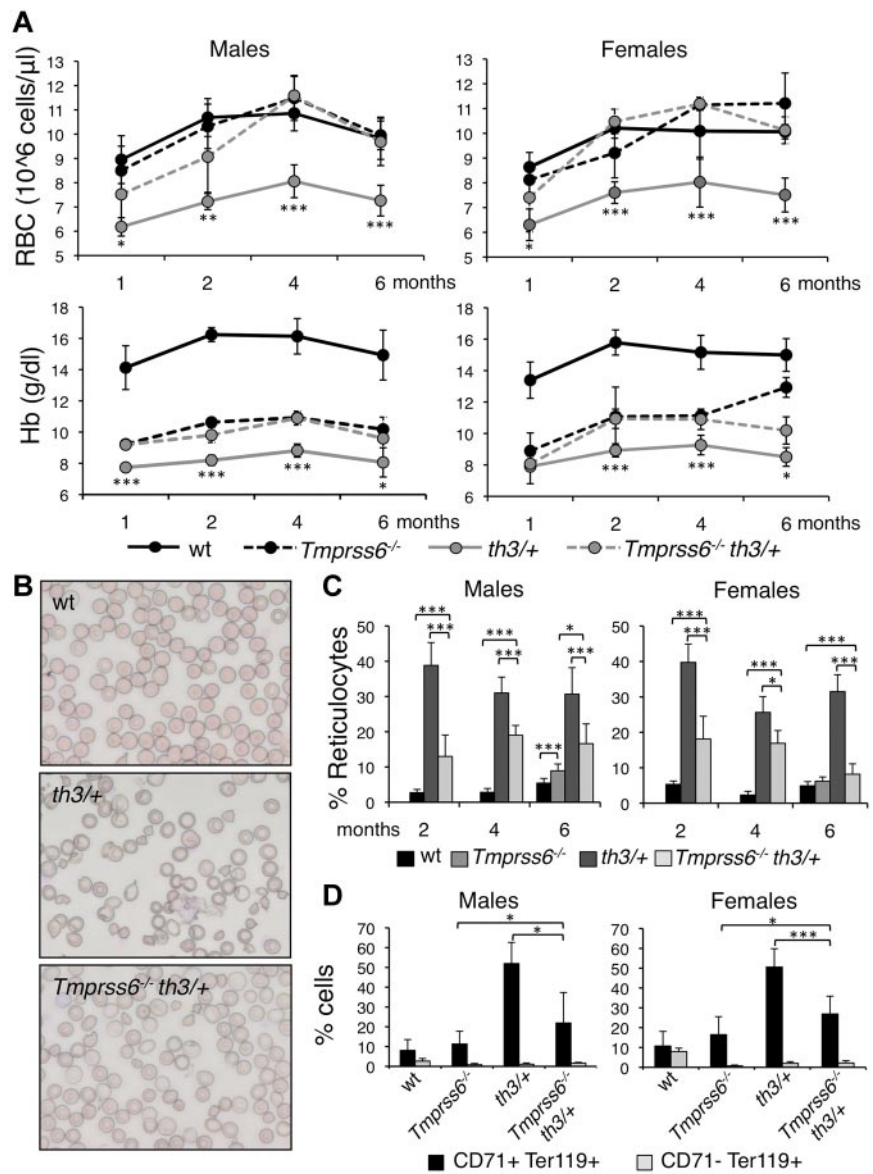 A
Males
Females
RBC (10^6 cells/µl)
13
12
11
10
9
8
7
6
5
*
**
***
***
1
2
4
6 months
13
12
11
10
9
8
7
6
5
*
***
***
***
1
2
4
6 months
Hb (g/dl)
18
16
14
12
10
8
6
***
***
***
*
1
2
4
6 months
18
16
14
12
10
8
6
***
***
*
1
2
4
6 months
wt Tmprss6-/- th3/+ Tmprss6-/- th3/+
B
wt
th3/+
Tmprss6-/- th3/+
C
Males
Females
% Reticulocytes
50
40
30
20
10
0
***
***
***
***
*
***
***
months 2 4 6
50
40
30
20
10
0
***
***
***
*
***
***
2 4 6
wt Tmprss6-/- th3/+ Tmprss6-/- th3/+
D
Males
Females
% cells
70
60
50
40
30
20
10
0
*
*
wt
Tmprss6-/-
th3/+
Tmprss6-/-
th3/+
70
60
50
40
30
20
10
0
*
***
wt
Tmprss6-/-
th3/+
Tmprss6-/-
th3/+
CD71+ Ter119+ CD71- Ter119+